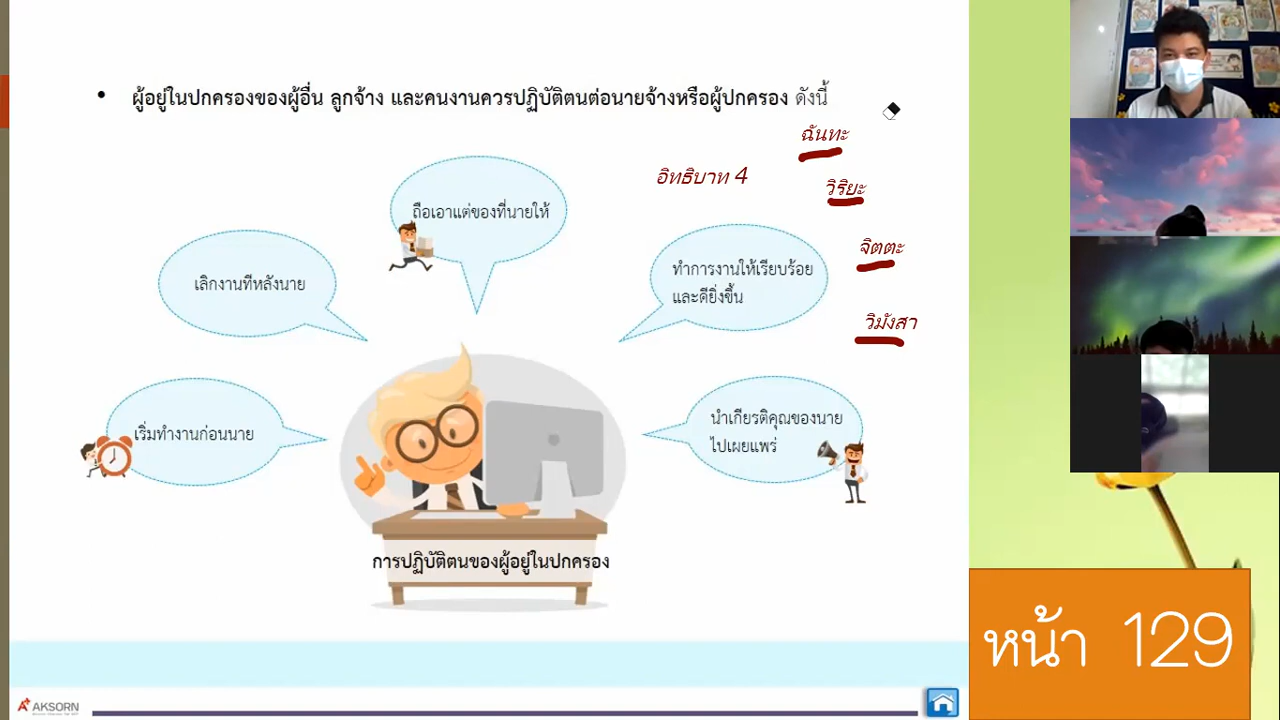 • ผู้อยู่ในปกครองของผู้อื่น ลูกจ้าง และคนงานควรปฏิบัติตนต่อนายจ้างหรือผู้ปกครอง ดังนี้
ฉันทะ
อิทธิบาท 4
วิริยะ
จิตตะ
วิมังสา
ถือเอาแต่ของที่นายให้
เลิกงานทีหลังนาย
ทำการงานให้เรียบร้อย
และดียิ่งขึ้น
เริ่มทำงานก่อนนาย
นำเกียรติคุณของนาย
ไปเผยแพร่
การปฏิบัติตนของผู้อยู่ในปกครอง
หน้า 129
AKSORN